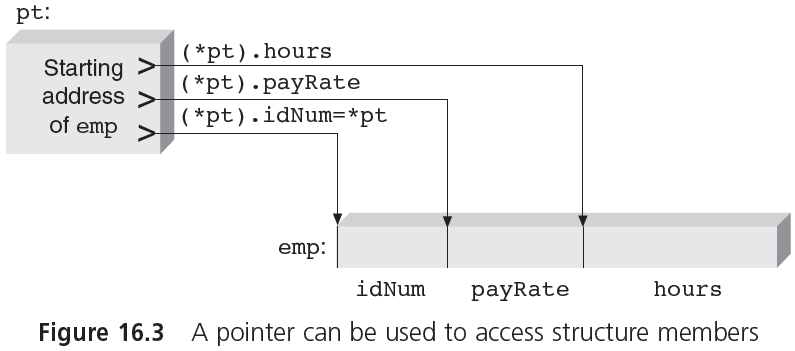 pt:
Starting
address
of emp
>
>
>
(*pt).hours
(*pt).payRate
(*pt).idNum=*pt
emp:
idNum payRate hours
Figure 16.3 A pointer can be used to access structure members